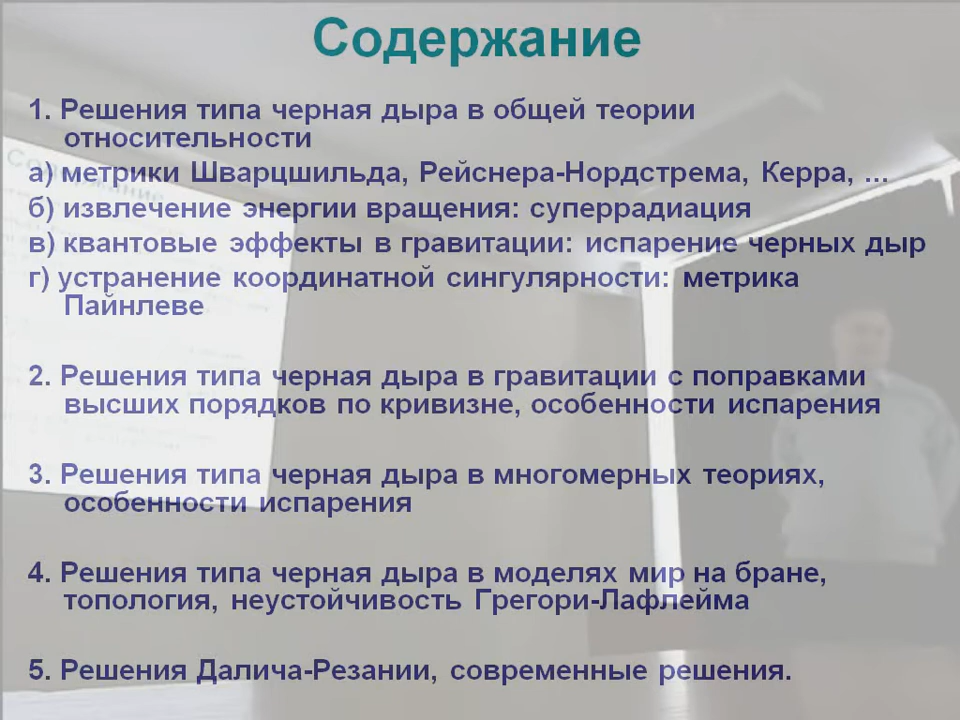 Содержание
1. Решения типа черная дыра в общей теории
относительности
а) метрики Шварцшильда, Рейснера-Нордстрема, Керра, ...
б) извлечение энергии вращения: суперрадиация
в) квантовые эффекты в гравитации: испарение черных дыр
г) устранение координатной сингулярности: метрика
Пайнлеве
2. Решения типа черная дыра в гравитации с поправками
высших порядков по кривизне, особенности испарения
3. Решения типа черная дыра в многомерных теориях,
особенности испарения
4. Решения типа черная дыра в моделях мир на бране,
топология, неустойчивость Грегори-Лафлейма
5. Решения Далича-Резании, современные решения.
Содержание